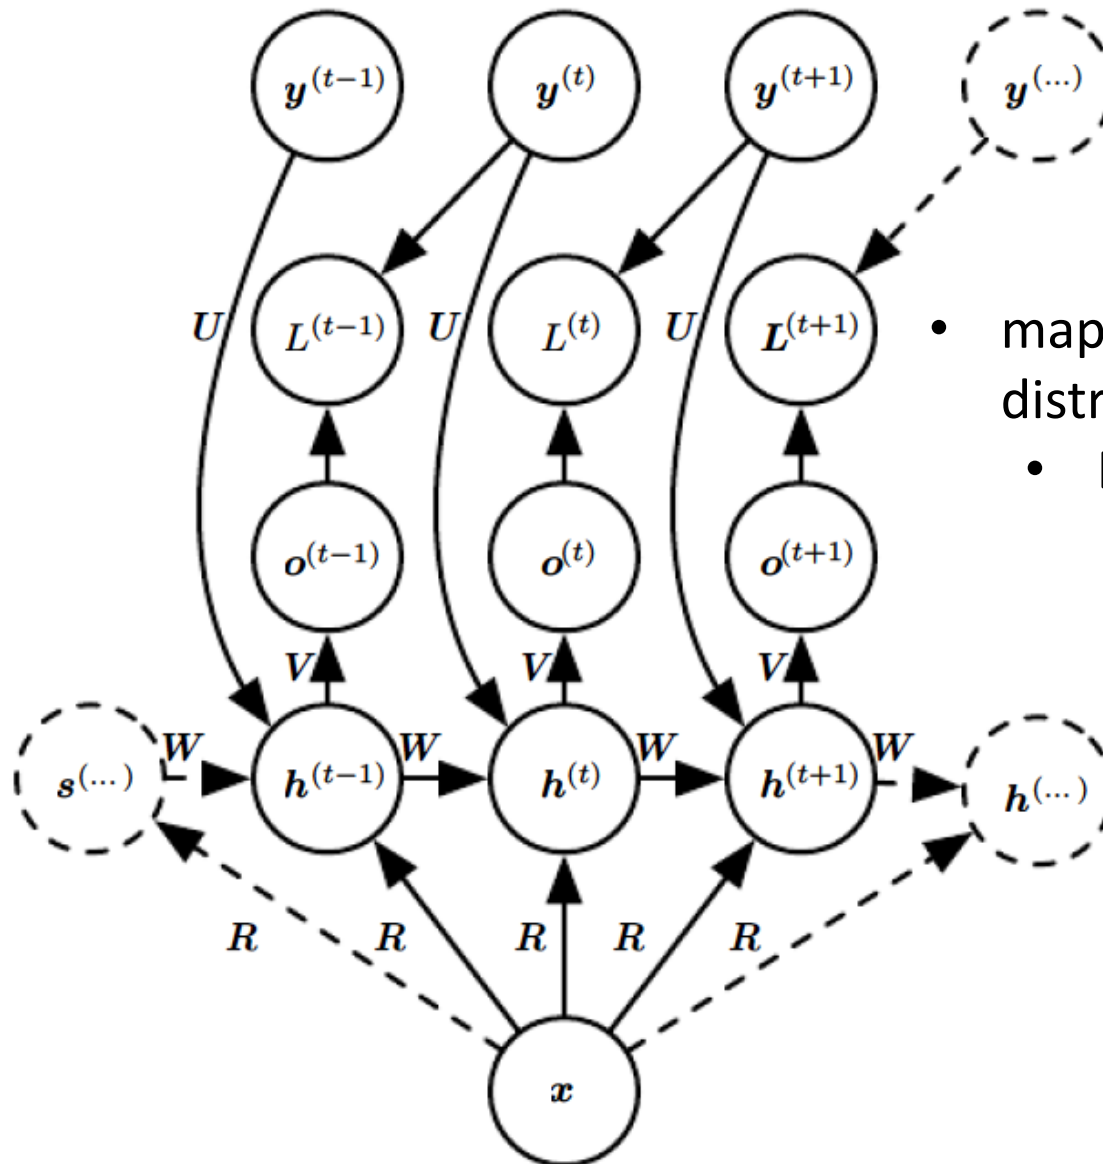 y(t−1) y(t) y(t+1) y(...)
U L(t−1) U L(t) U L(t+1)
• map
distr
•
o(t−1) o(t) o(t+1)
V V V
W W W W
s(...) h(t−1) h(t) h(t+1) h(...)
R R R R R
x